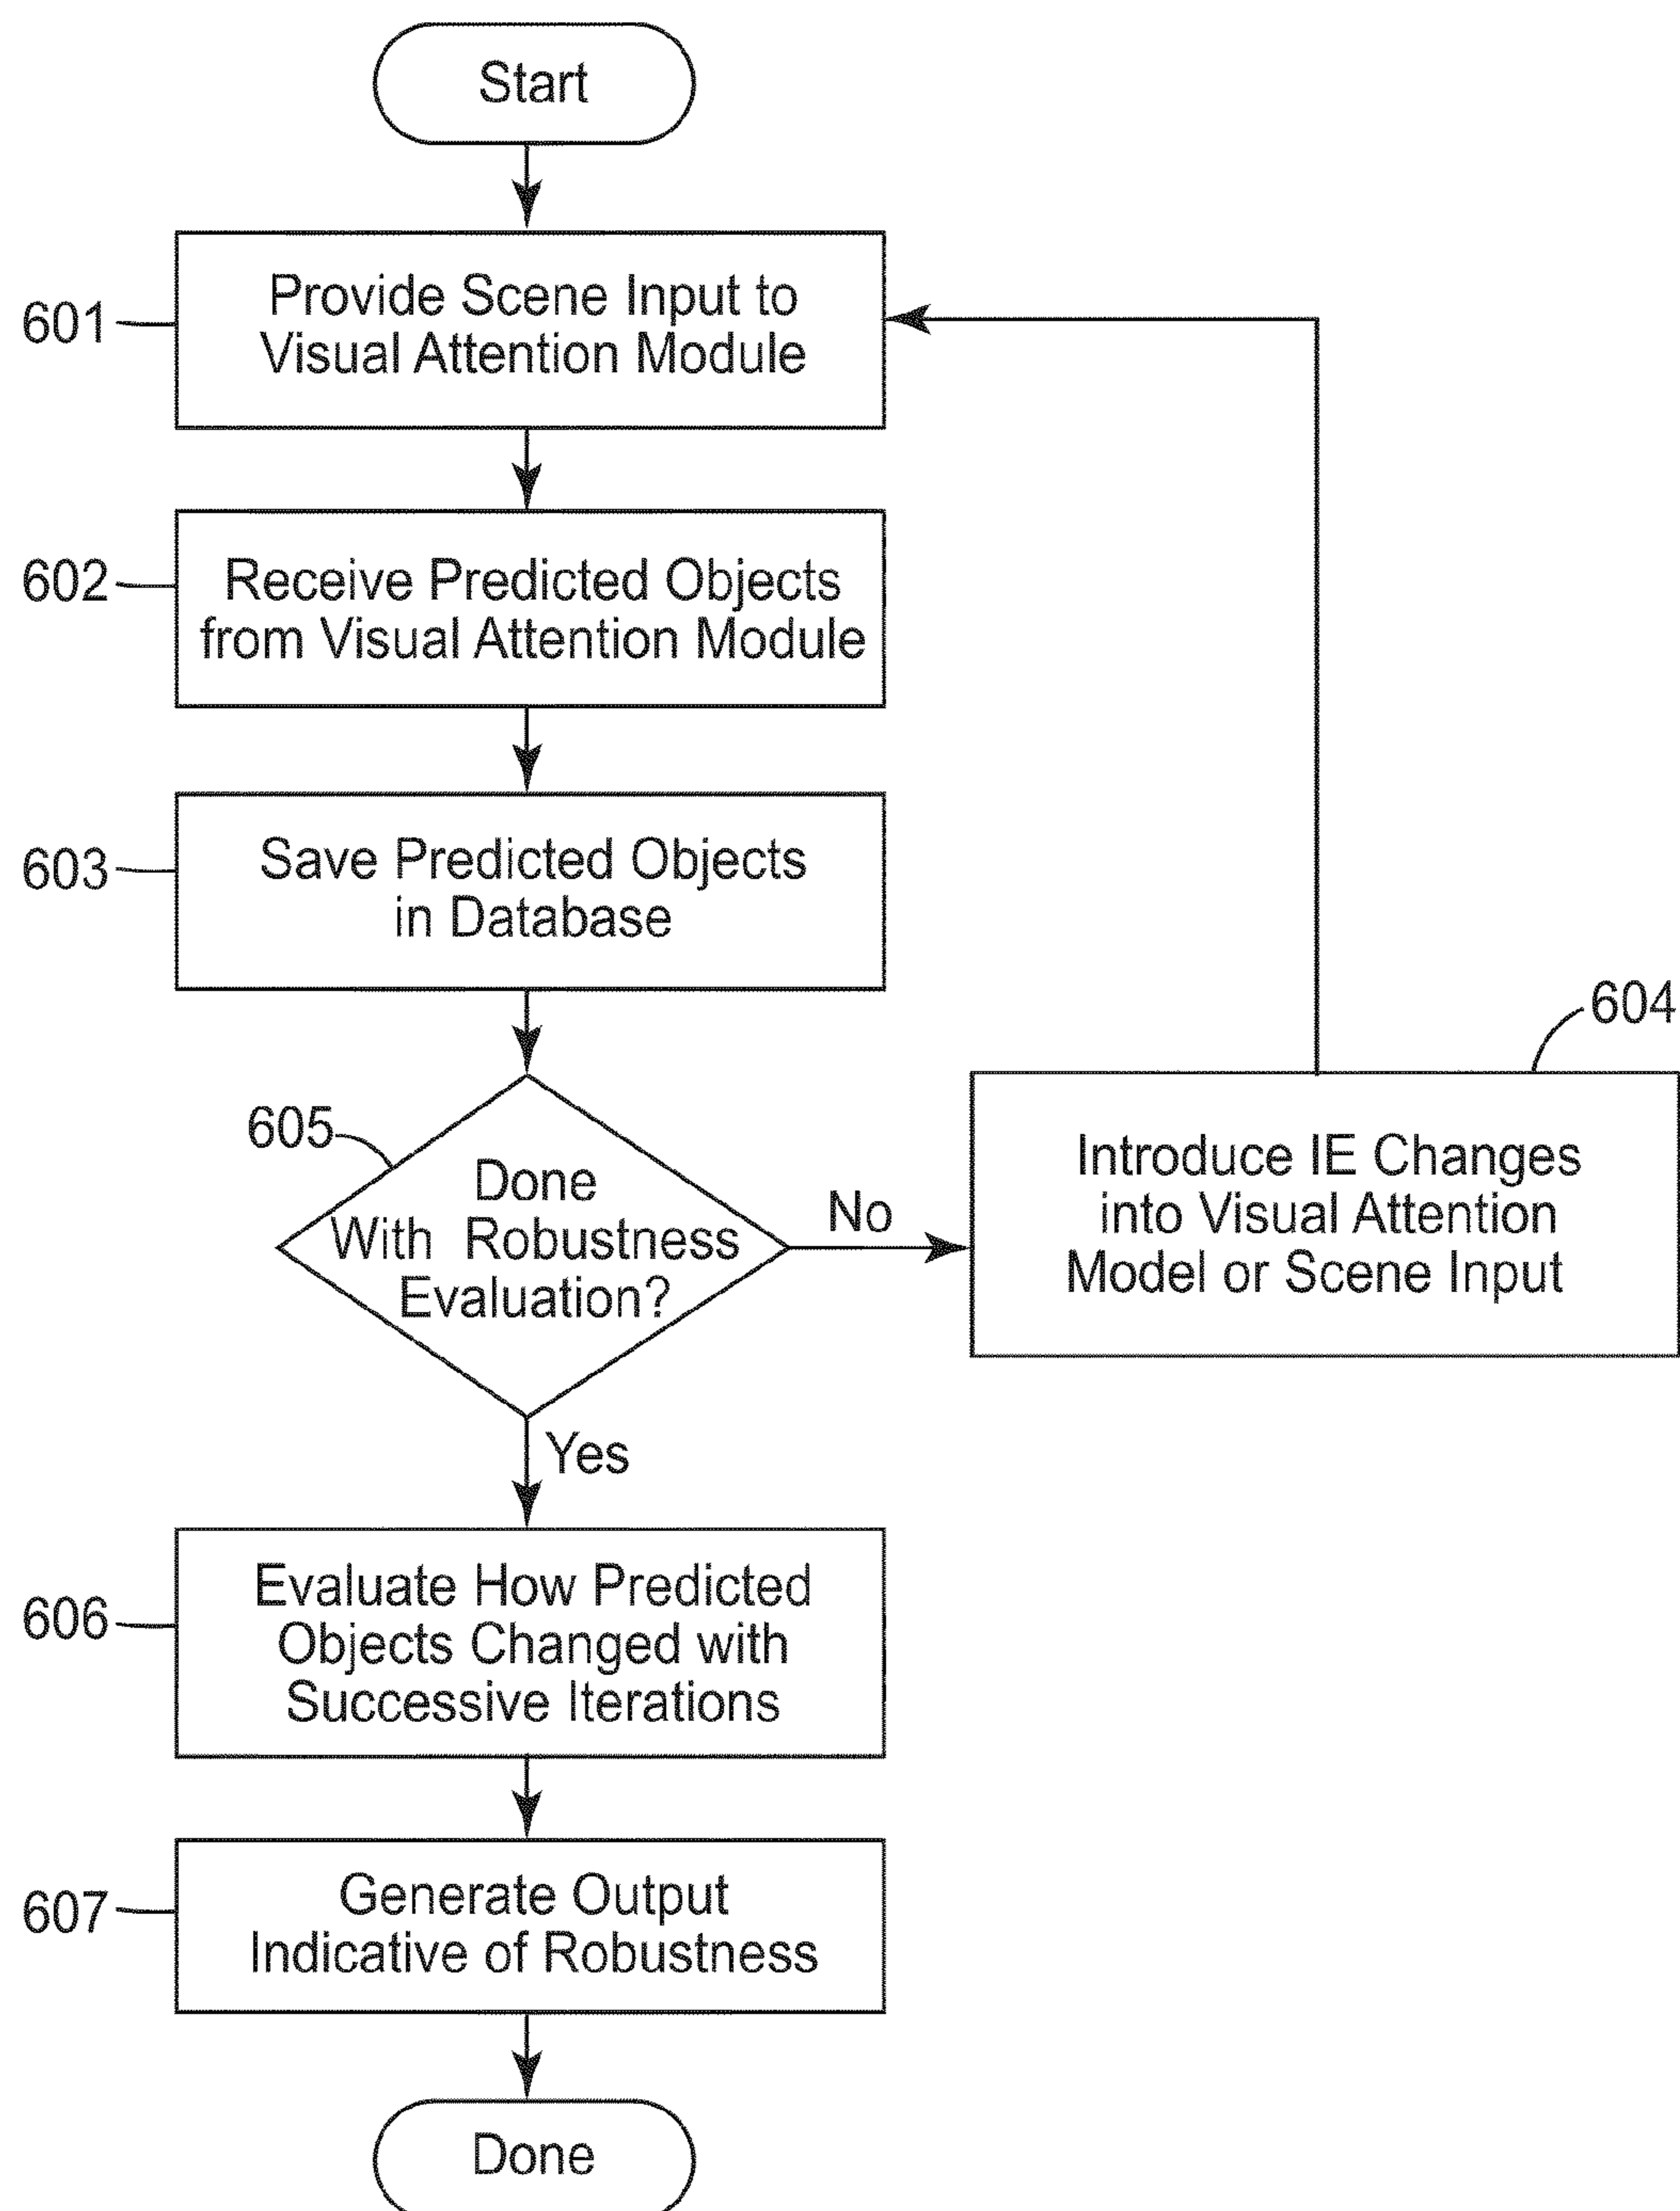 Start
601
Provide Scene Input to
Visual Attention Module
602
Receive Predicted Objects
from Visual Attention Module
603
Save Predicted Objects
in Database
604
605
Done
With Robustness
Evaluation?
No
Introduce IE Changes
into Visual Attention
Model or Scene Input
Yes
606
Evaluate How Predicted
Objects Changed with
Successive Iterations
607
Generate Output
Indicative of Robustness
Done